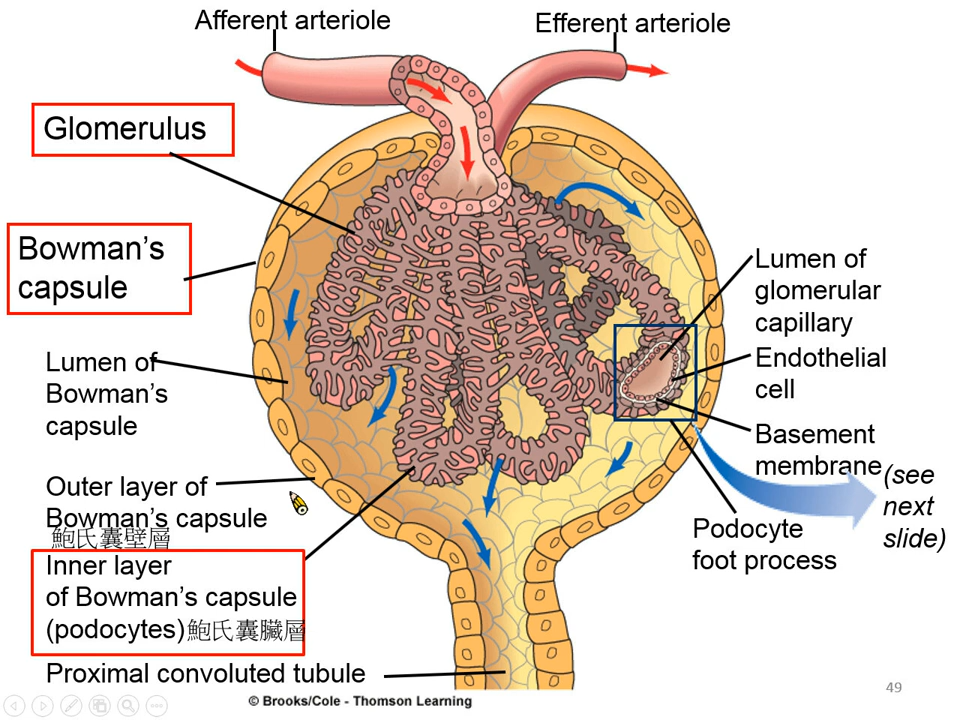 Afferent arteriole
Efferent arteriole
Glomerulus
Bowman's
capsule
Lumen of
Bowman's
capsule
Outer layer of
Bowman's capsule
鮑氏囊壁層
Inner layer
of Bowman's capsule
(podocytes)鮑氏囊臟層
Proximal convoluted tubule
Lumen of
glomerular
capillary
Endothelial
cell
Basement
membrane
(see
next
slide)
Podocyte
foot process
© Brooks/Cole - Thomson Learning
49